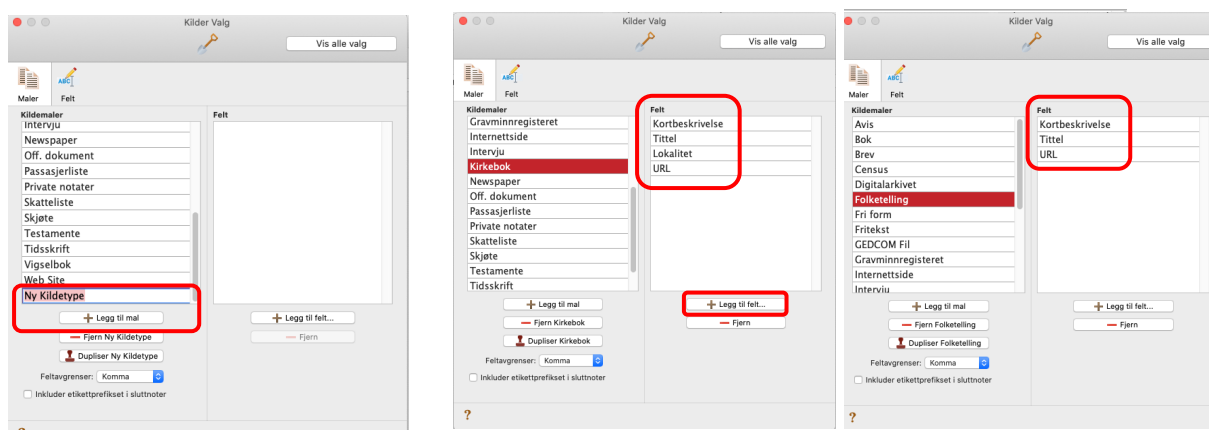 Kilder Valg
Vis alle valg
ABC
Maler Felt
Kildemaler
Intervju
Newspaper
Off. dokument
Passasjerliste
Private notater
Skatteliste
Skjøte
Testamente
Tidsskrift
Vigselbok
Web Site
Ny Kildetype
Felt
Legg til mal
Fjern Ny Kildetype
Dupliser Ny Kildetype
Legg til felt...
Fjern
Feltavgrenser: Komma
Inkluder etikettprefikset i sluttnoter
?
Kilder Valg
Vis alle valg
ABC
Maler Felt
Kildemaler
Gravminnregisteret
Internettside
Intervju
Kirkebok
Newspaper
Off. dokument
Passasjerliste
Private notater
Skatteliste
Skjøte
Testamente
Tidsskrift
Felt
Kortbeskrivelse
Tittel
Lokalitet
URL
Legg til mal
Fjern Kirkebok
Dupliser Kirkebok
Legg til felt...
Fjern
Feltavgrenser: Komma
Inkluder etikettprefikset i sluttnoter
?
Kilder Valg
Vis alle valg
ABC
Maler Felt
Kildemaler
Avis
Bok
Brev
Census
Digitalarkivet
Folketelling
Fri form
Fritekst
GEDCOM Fil
Gravminnregisteret
Internettside
Intervju
Felt
Kortbeskrivelse
Tittel
URL
Legg til mal
Fjern Folketelling
Dupliser Folketelling
Legg til felt...
Fjern
Feltavgrenser: Komma
Inkluder etikettprefikset i sluttnoter
?